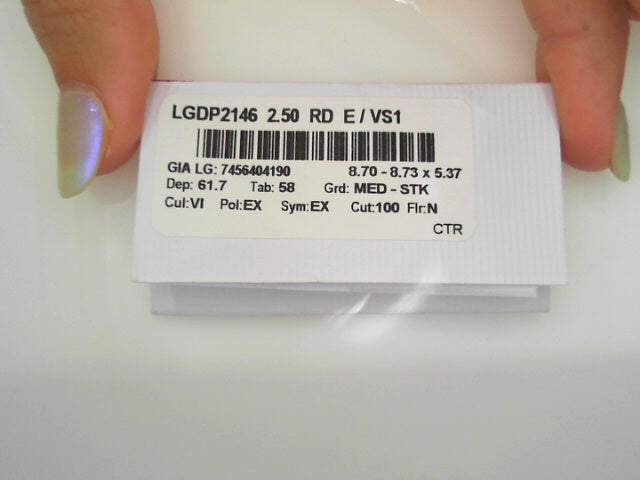 LGDP2146 2.50 RD E / VS1
GIA LG: 7456404190 8.70 - 8.73 x 5.37
Dep: 61.7 Tab: 58 Grd: MED - STK
Cul:VI Pol:EX Sym:EX Cut:100 Flr:N
CTR